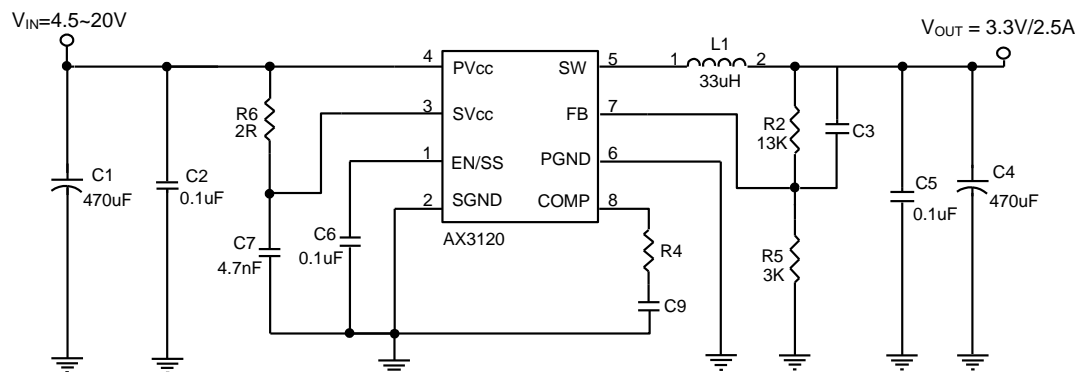 V_IN=4.5~20V
V_OUT = 3.3V/2.5A
4
PVcc
SW
5
1
L1
33uH
2
R6
2R
3
SVcc
FB
7
R2
13K
C3
C1
470uF
C2
0.1uF
1
EN/SS
PGND
6
2
SGND
COMP
8
AX3120
C7
4.7nF
C6
0.1uF
R4
C9
R5
3K
C5
0.1uF
C4
470uF